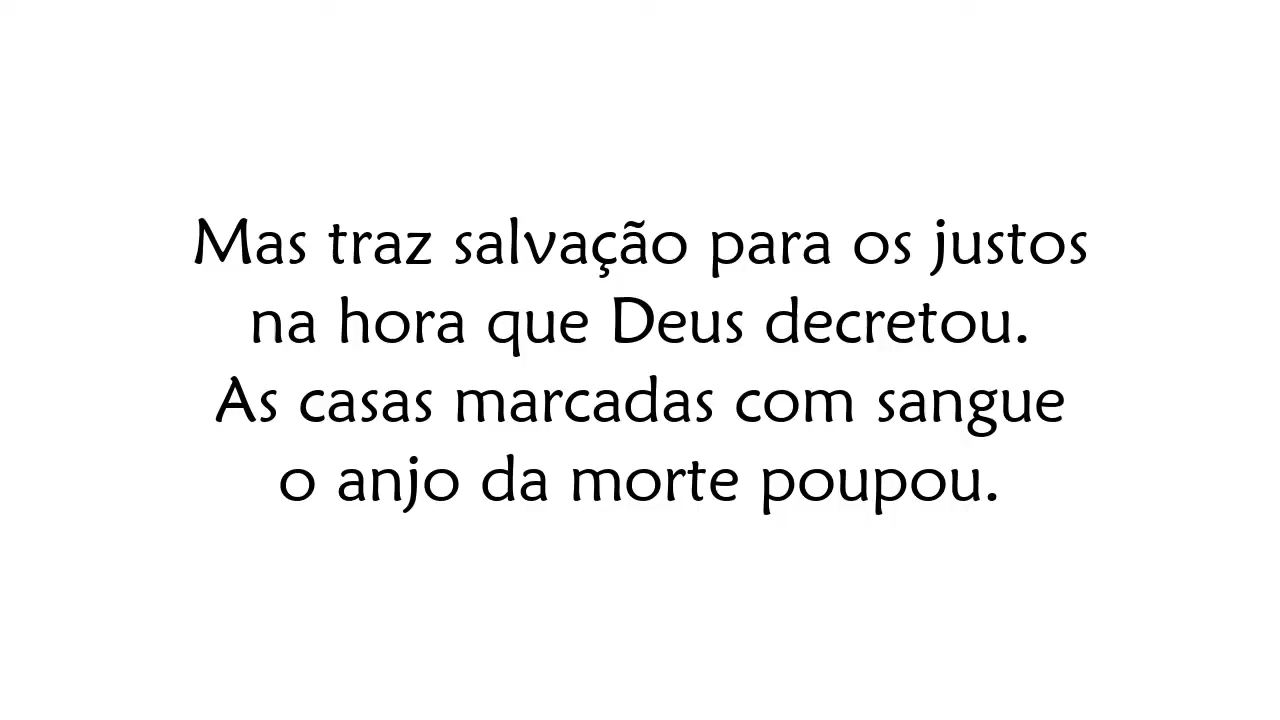 Mas traz salvação para os justos
na hora que Deus decretou.
As casas marcadas com sangue
o anjo da morte poupou.